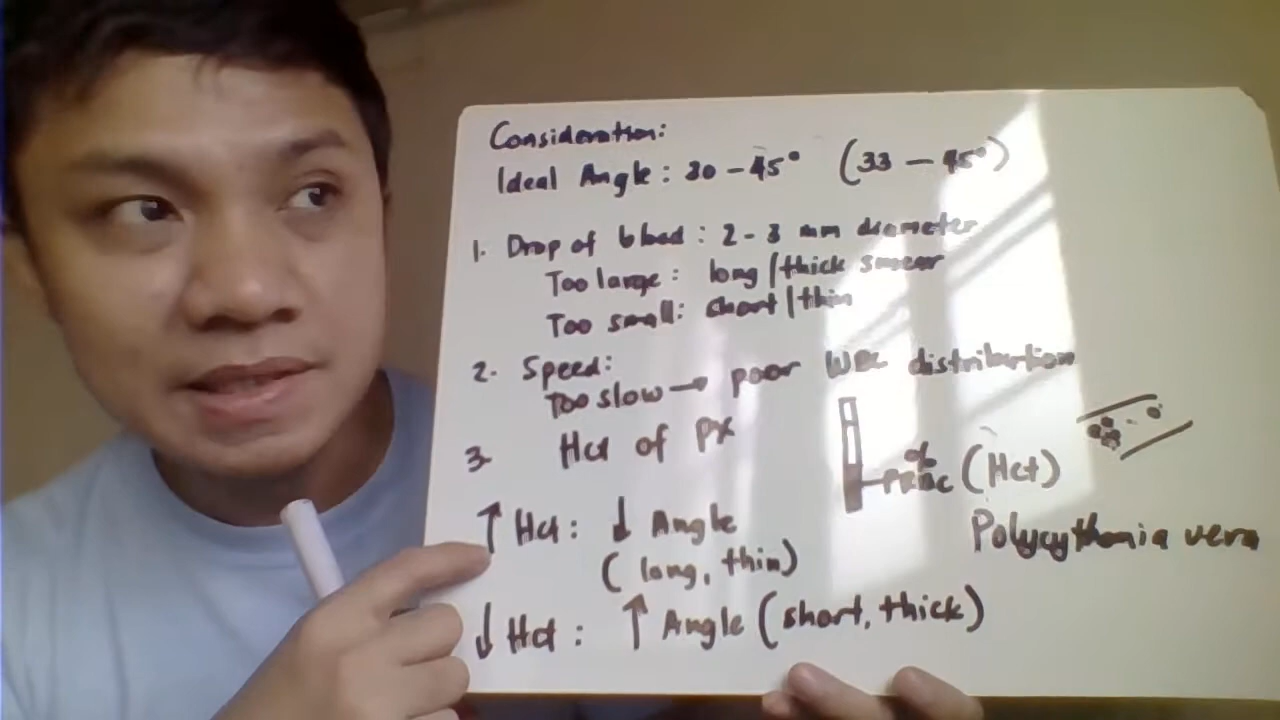 Consideration:
Ideal Angle: 30 - 45° (33 - 45°)
1. Drop of blood: 2-3 mm diameter
Too large: long/thick smear
Too small: short/thin
2. Speed:
Too slow → poor WBC distribution
3. Hct of px
% PRBC (Hct)
↑ Hct: ↓ Angle
(long, thin)
Polycythemia vera
↓ Hct: ↑ Angle (short, thick)